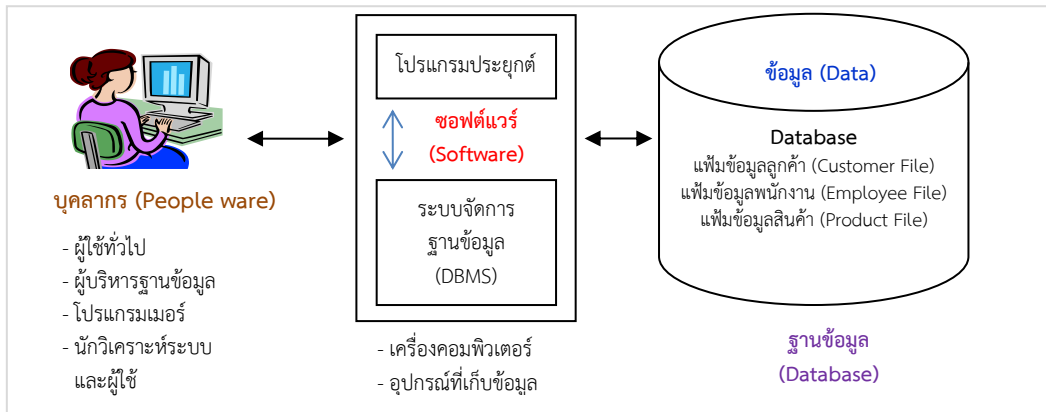 บุคลากร (People ware)
- ผู้ใช้ทั่วไป
- ผู้บริหารฐานข้อมูล
- โปรแกรมเมอร์
- นักวิเคราะห์ระบบ
และผู้ใช้
โปรแกรมประยุกต์
ซอฟต์แวร์
(Software)
ระบบจัดการ
ฐานข้อมูล
(DBMS)
- เครื่องคอมพิวเตอร์
- อุปกรณ์ที่เก็บข้อมูล
ข้อมูล (Data)
Database
แฟ้มข้อมูลลูกค้า (Customer File)
แฟ้มข้อมูลพนักงาน (Employee File)
แฟ้มข้อมูลสินค้า (Product File)
ฐานข้อมูล
(Database)